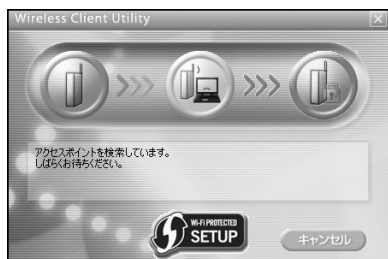 Wireless Client Utility
アクセスポイントを検索しています。
しばらくお待ちください。
Wi-Fi PROTECTED
SETUP
キャンセル